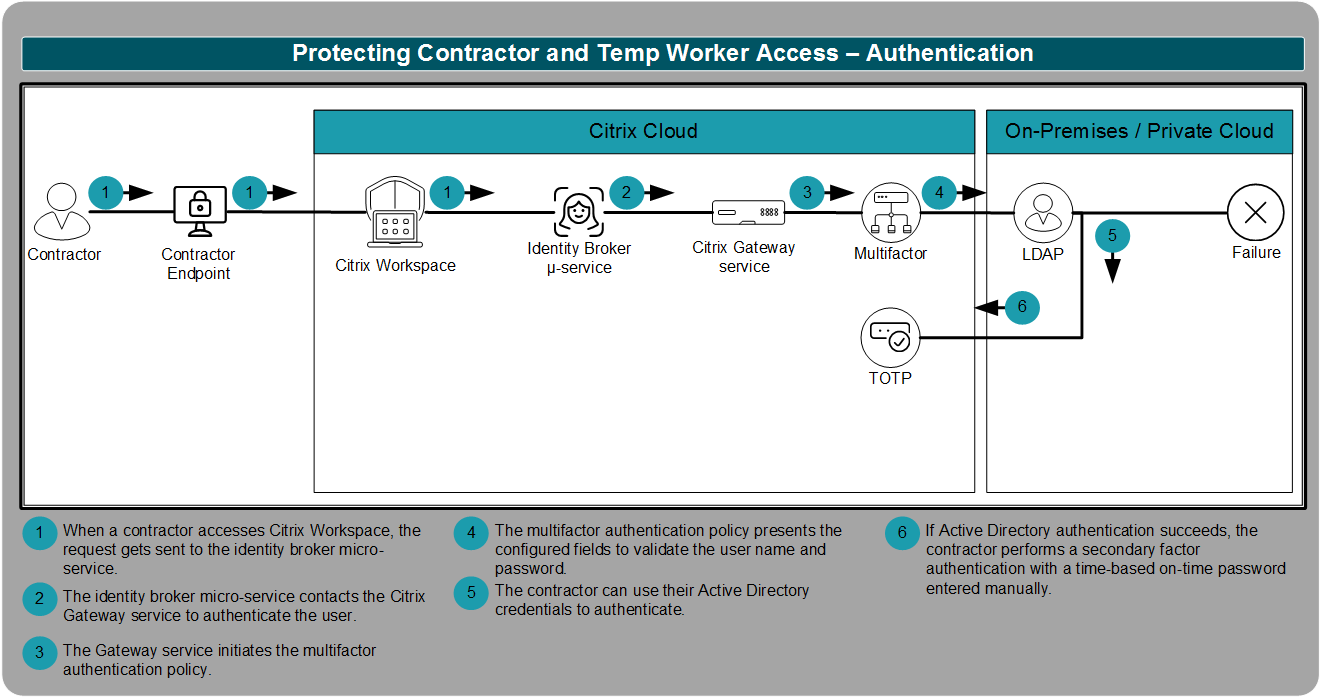 Protecting Contractor and Temp Worker Access – Authentication
Citrix Cloud
On-Premises / Private Cloud
1
1
1
2
3
4
Contractor
Contractor
Endpoint
Citrix Workspace
Identity Broker
μ-service
Citrix Gateway
service
Multifactor
LDAP
5
Failure
6
TOTP
1
When a contractor accesses Citrix Workspace, the
request gets sent to the identity broker micro-
service.
2
The identity broker micro-service contacts the Citrix
Gateway service to authenticate the user.
3
The Gateway service initiates the multifactor
authentication policy.
4
The multifactor authentication policy presents the
configured fields to validate the user name and
password.
5
The contractor can use their Active Directory
credentials to authenticate.
6
If Active Directory authentication succeeds, the
contractor performs a secondary factor
authentication with a time-based on-time password
entered manually.